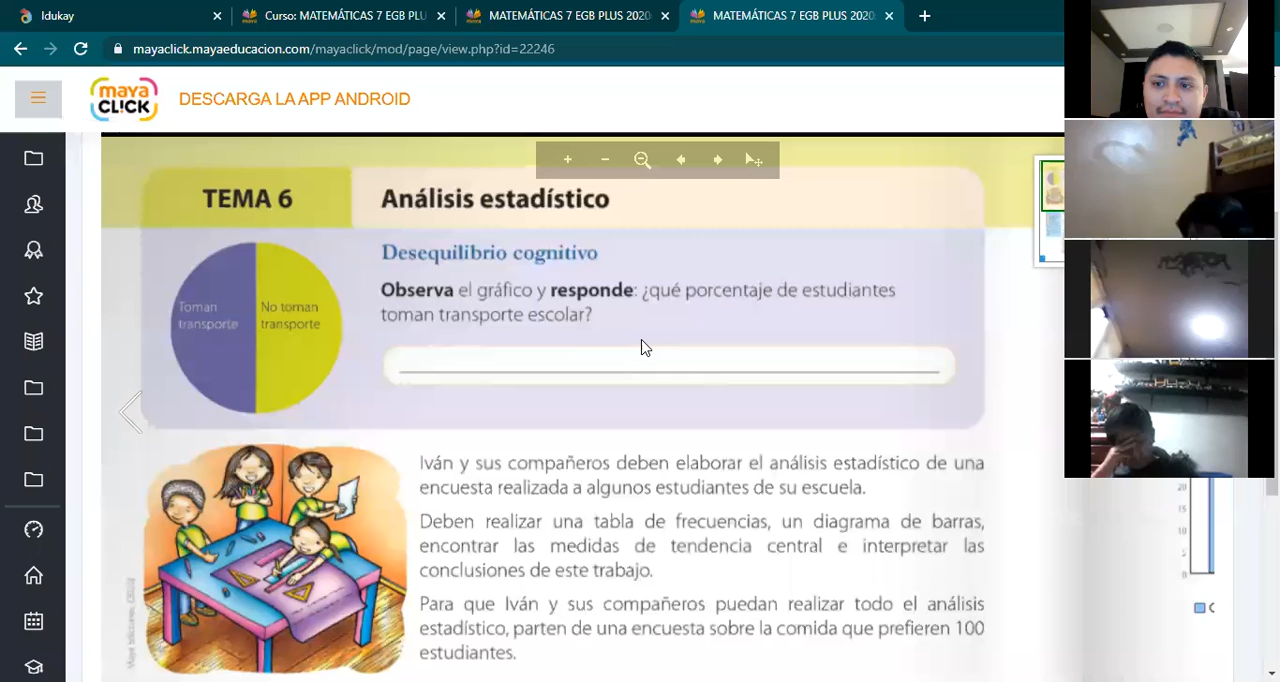 Idukay
Curso: MATEMÁTICAS 7 EGB PLU
MATEMÁTICAS 7 EGB PLUS 2020
MATEMÁTICAS 7 EGB PLUS 2020
mayaclick.mayaeducacion.com/mayaclick/mod/page/view.php?id=22246
maya
CLICK
DESCARGA LA APP ANDROID
TEMA 6
Análisis estadístico
Desequilibrio cognitivo
Observa el gráfico y responde: ¿qué porcentaje de estudiantes
toman transporte escolar?
Toman
transporte
No toman
transporte
Iván y sus compañeros deben elaborar el análisis estadístico de una
encuesta realizada a algunos estudiantes de su escuela.
Deben realizar una tabla de frecuencias, un diagrama de barras,
encontrar las medidas de tendencia central e interpretar las
conclusiones de este trabajo.
Para que Iván y sus compañeros puedan realizar todo el análisis
estadístico, parten de una encuesta sobre la comida que prefieren 100
estudiantes.
20
15
10
5
0